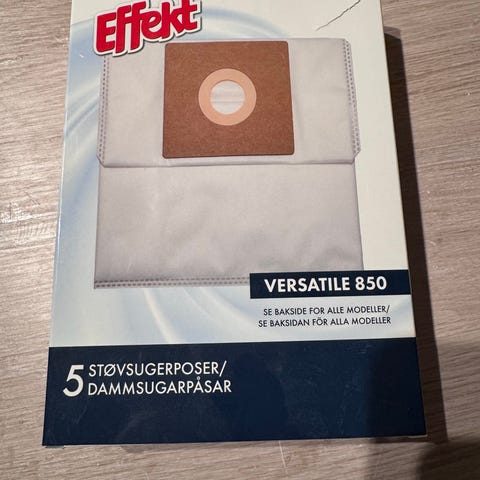 Effekt
VERSATILE 850
SE BAKSIDE FOR ALLE MODELLER/
SE BAKSIDAN FÖR ALLA MODELLER
5 STØVSUGERPOSER/
DAMMSUGARPÅSAR